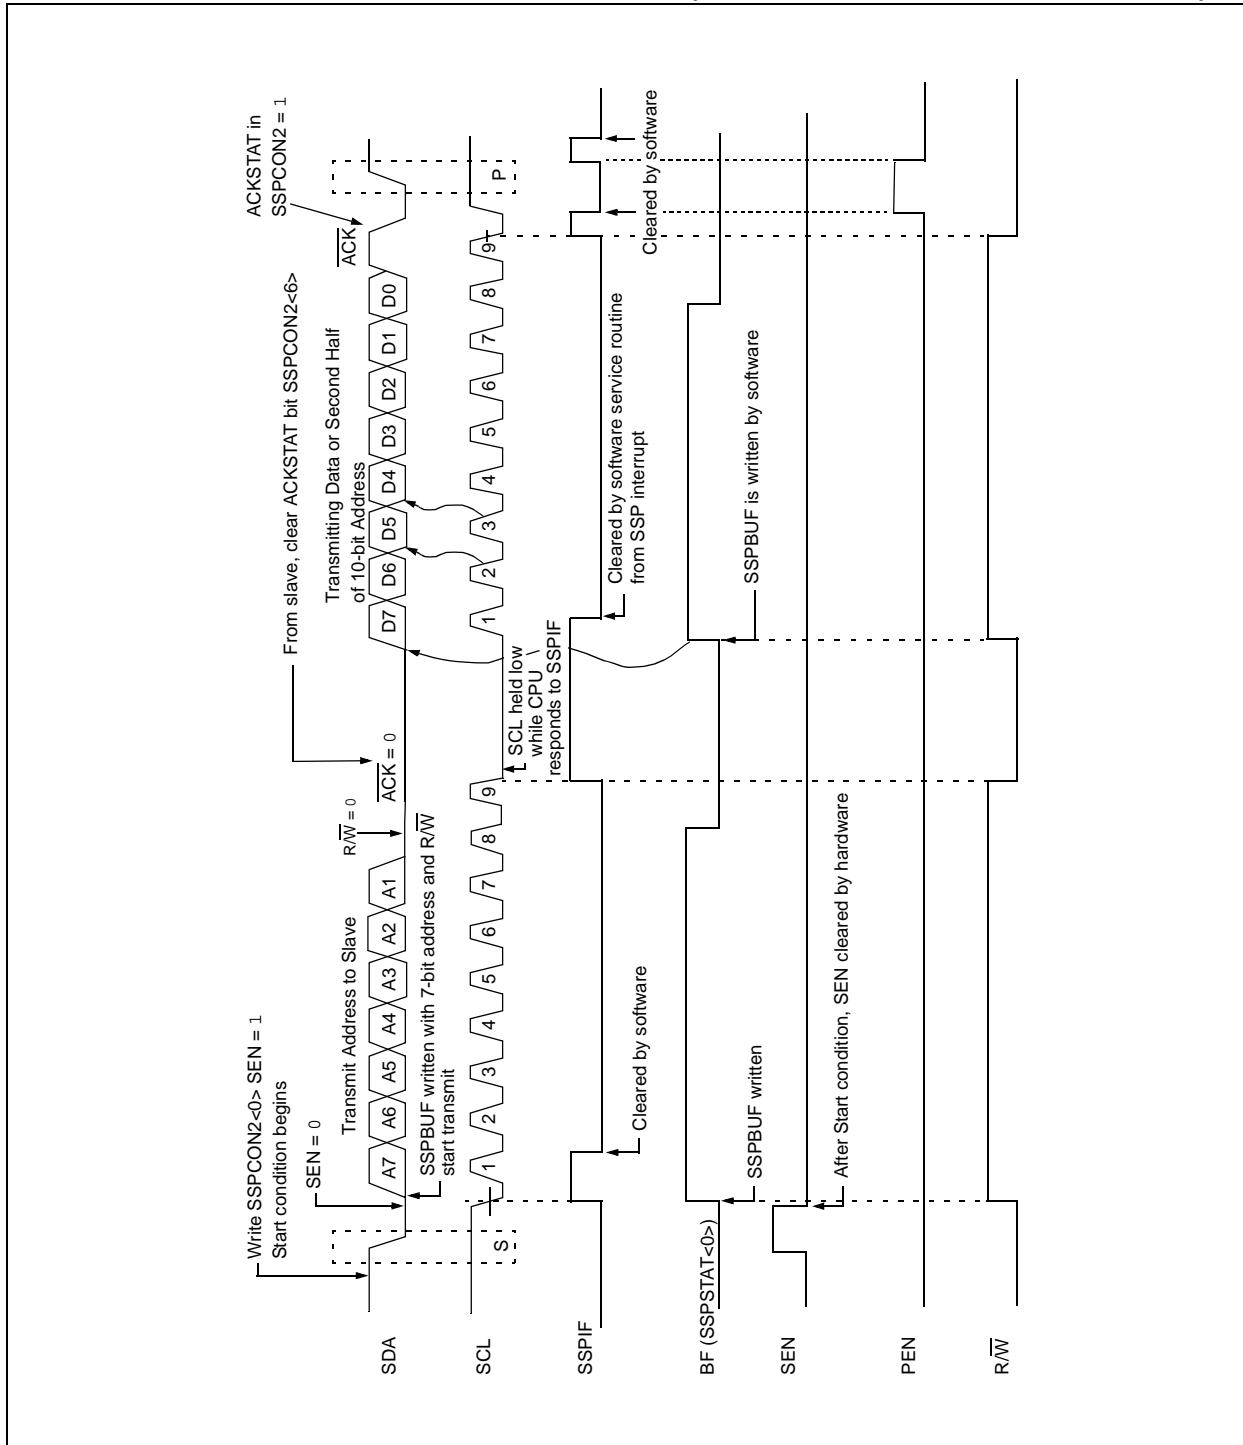 Write SSPCON2<0> SEN = 1
Start condition begins
From slave, clear ACKSTAT bit SSPCON2<6>
ACKSTAT in
SSPCON2 = 1
SEN = 0
Transmit Address to Slave
R/W = 0
ACK = 0
Transmitting Data or Second Half
of 10-bit Address
ACK
SDA
A7 A6 A5 A4 A3 A2 A1
D7 D6 D5 D4 D3 D2 D1 D0
SSPBUF written with 7-bit address and R/W
start transmit
SCL
S
1 2 3 4 5 6 7 8 9
1 2 3 4 5 6 7 8 9
P
SCL held low
while CPU
responds to SSPIF
SSPIF
Cleared by software
Cleared by software service routine
from SSP interrupt
Cleared by software
Cleared by software
BF (SSPSTAT<0>)
SSPBUF written
SSPBUF is written by software
SEN
After Start condition, SEN cleared by hardware
PEN
R/W